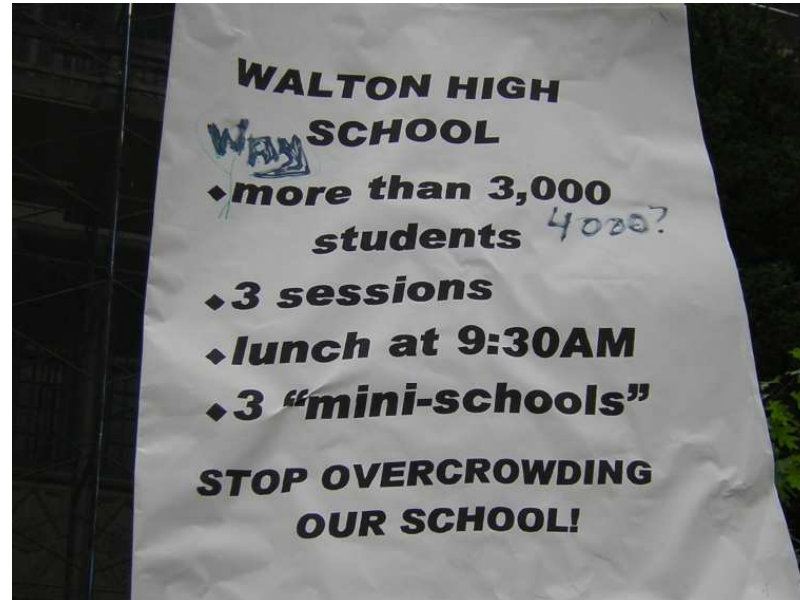 WALTON HIGH
SCHOOL
WAY
◆more than 3,000
students 4000?
◆3 sessions
◆lunch at 9:30AM
◆3 “mini-schools”
STOP OVERCROWDING
OUR SCHOOL!